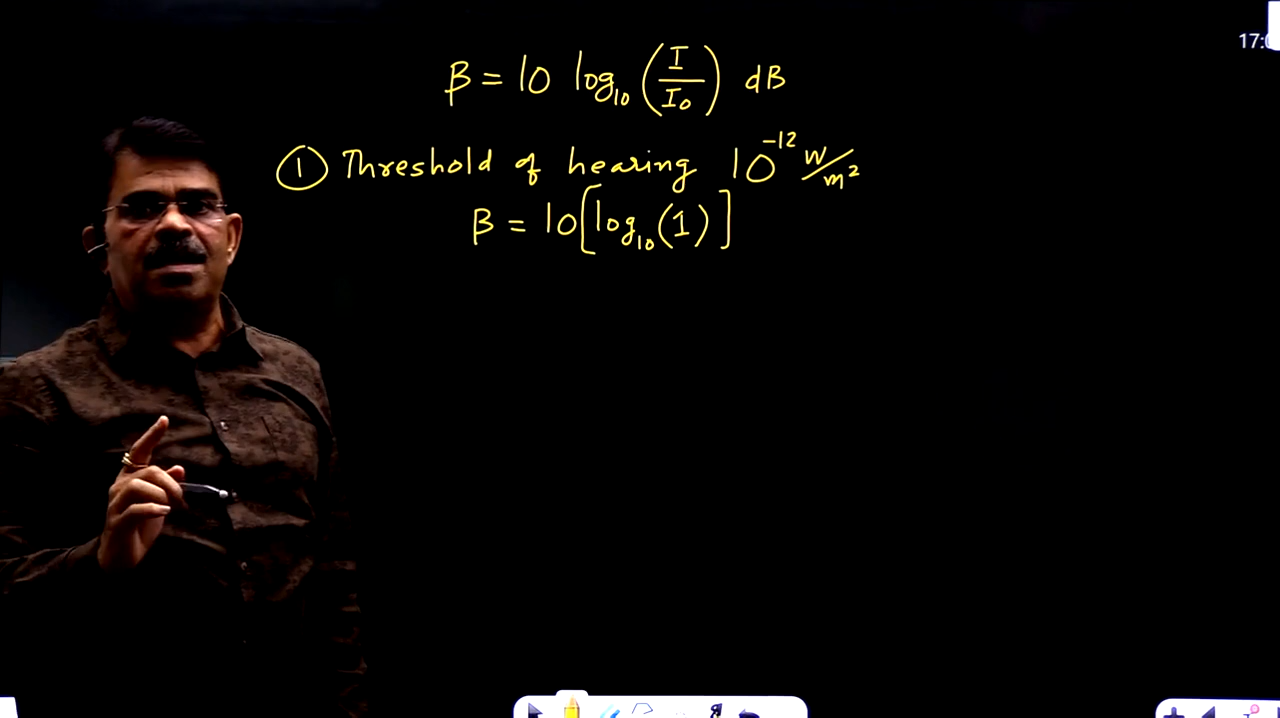 β = 10 log₁₀ (I/I₀) dB
① Threshold of hearing 10⁻¹² W/m²
β = 10[log₁₀(1)]